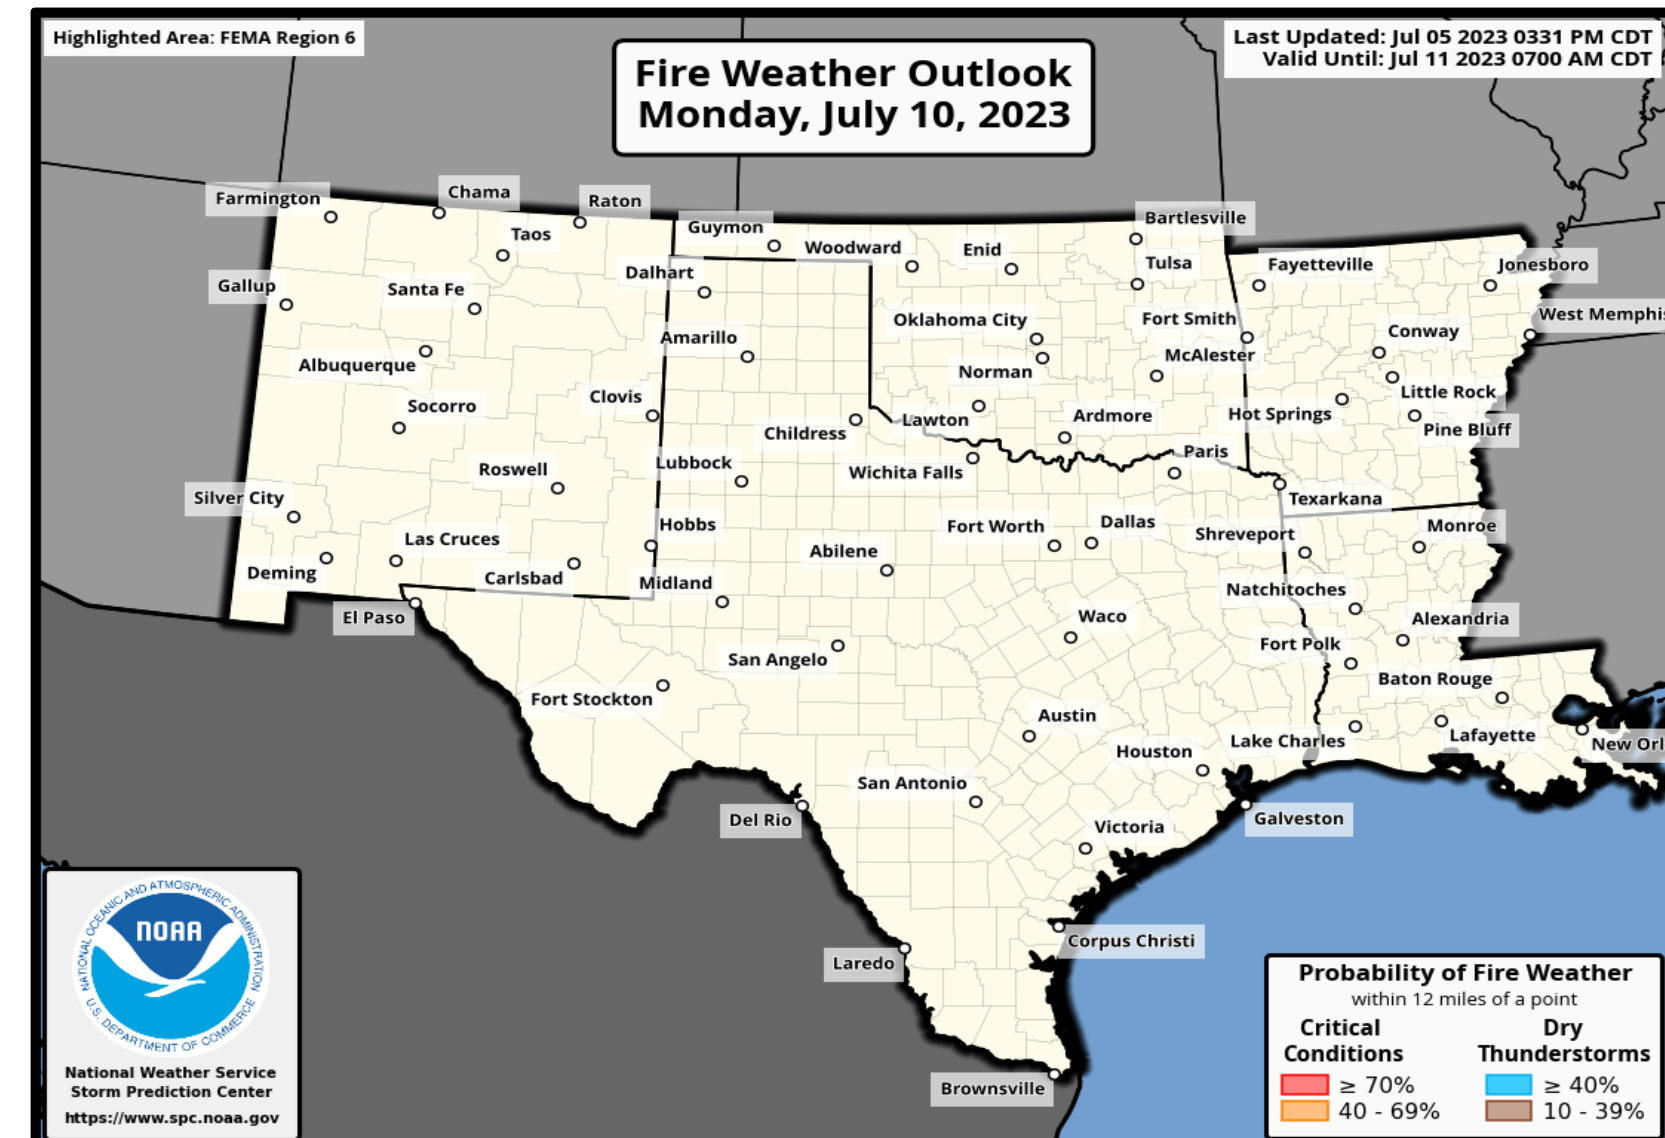 Highlighted Area: FEMA Region 6
Last Updated: Jul 05 2023 0331 PM CDT
Valid Until: Jul 11 2023 0700 AM CDT
Fire Weather Outlook
Monday, July 10, 2023
Farmington
Chama
Raton
Taos
Guymon
Woodward
Enid
Bartlesville
Tulsa
Fayetteville
Jonesboro
Gallup
Santa Fe
Dalhart
Oklahoma City
Fort Smith
West Memphis
Albuquerque
Amarillo
Norman
McAlester
Conway
Socorro
Clovis
Childress
Lawton
Ardmore
Hot Springs
Little Rock
Pine Bluff
Roswell
Lubbock
Wichita Falls
Paris
Texarkana
Silver City
Las Cruces
Hobbs
Abilene
Fort Worth
Dallas
Shreveport
Monroe
Deming
Carlsbad
Midland
Natchitoches
El Paso
Waco
Alexandria
San Angelo
Fort Polk
Fort Stockton
Baton Rouge
Austin
Houston
Lake Charles
Lafayette
New Orl
San Antonio
Del Rio
Victoria
Galveston
Corpus Christi
Laredo
Brownsville
NATIONAL OCEANIC AND ATMOSPHERIC ADMINISTRATION
NOAA
U.S. DEPARTMENT OF COMMERCE
National Weather Service
Storm Prediction Center
https://www.spc.noaa.gov
Probability of Fire Weather
within 12 miles of a point
Critical Conditions
≥ 70%
40 - 69%
Dry Thunderstorms
≥ 40%
10 - 39%